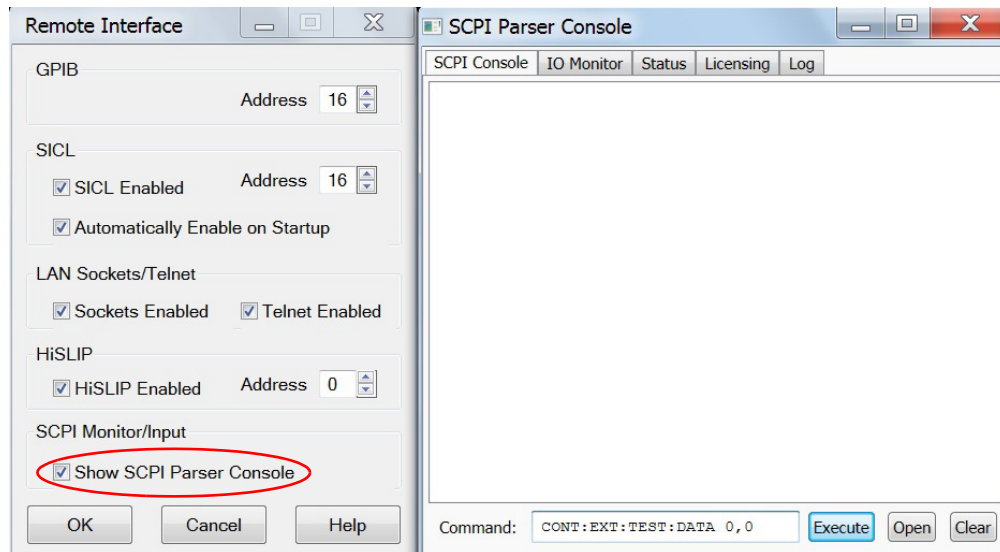 Remote Interface
GPIB
Address 16
SICL
SICL Enabled Address 16
Automatically Enable on Startup
LAN Sockets/Telnet
Sockets Enabled Telnet Enabled
HiSLIP
HiSLIP Enabled Address 0
SCPI Monitor/Input
Show SCPI Parser Console
OK Cancel Help
SCPI Parser Console
SCPI Console IO Monitor Status Licensing Log
Command: CONT:EXT:TEST:DATA 0,0 Execute Open Clear